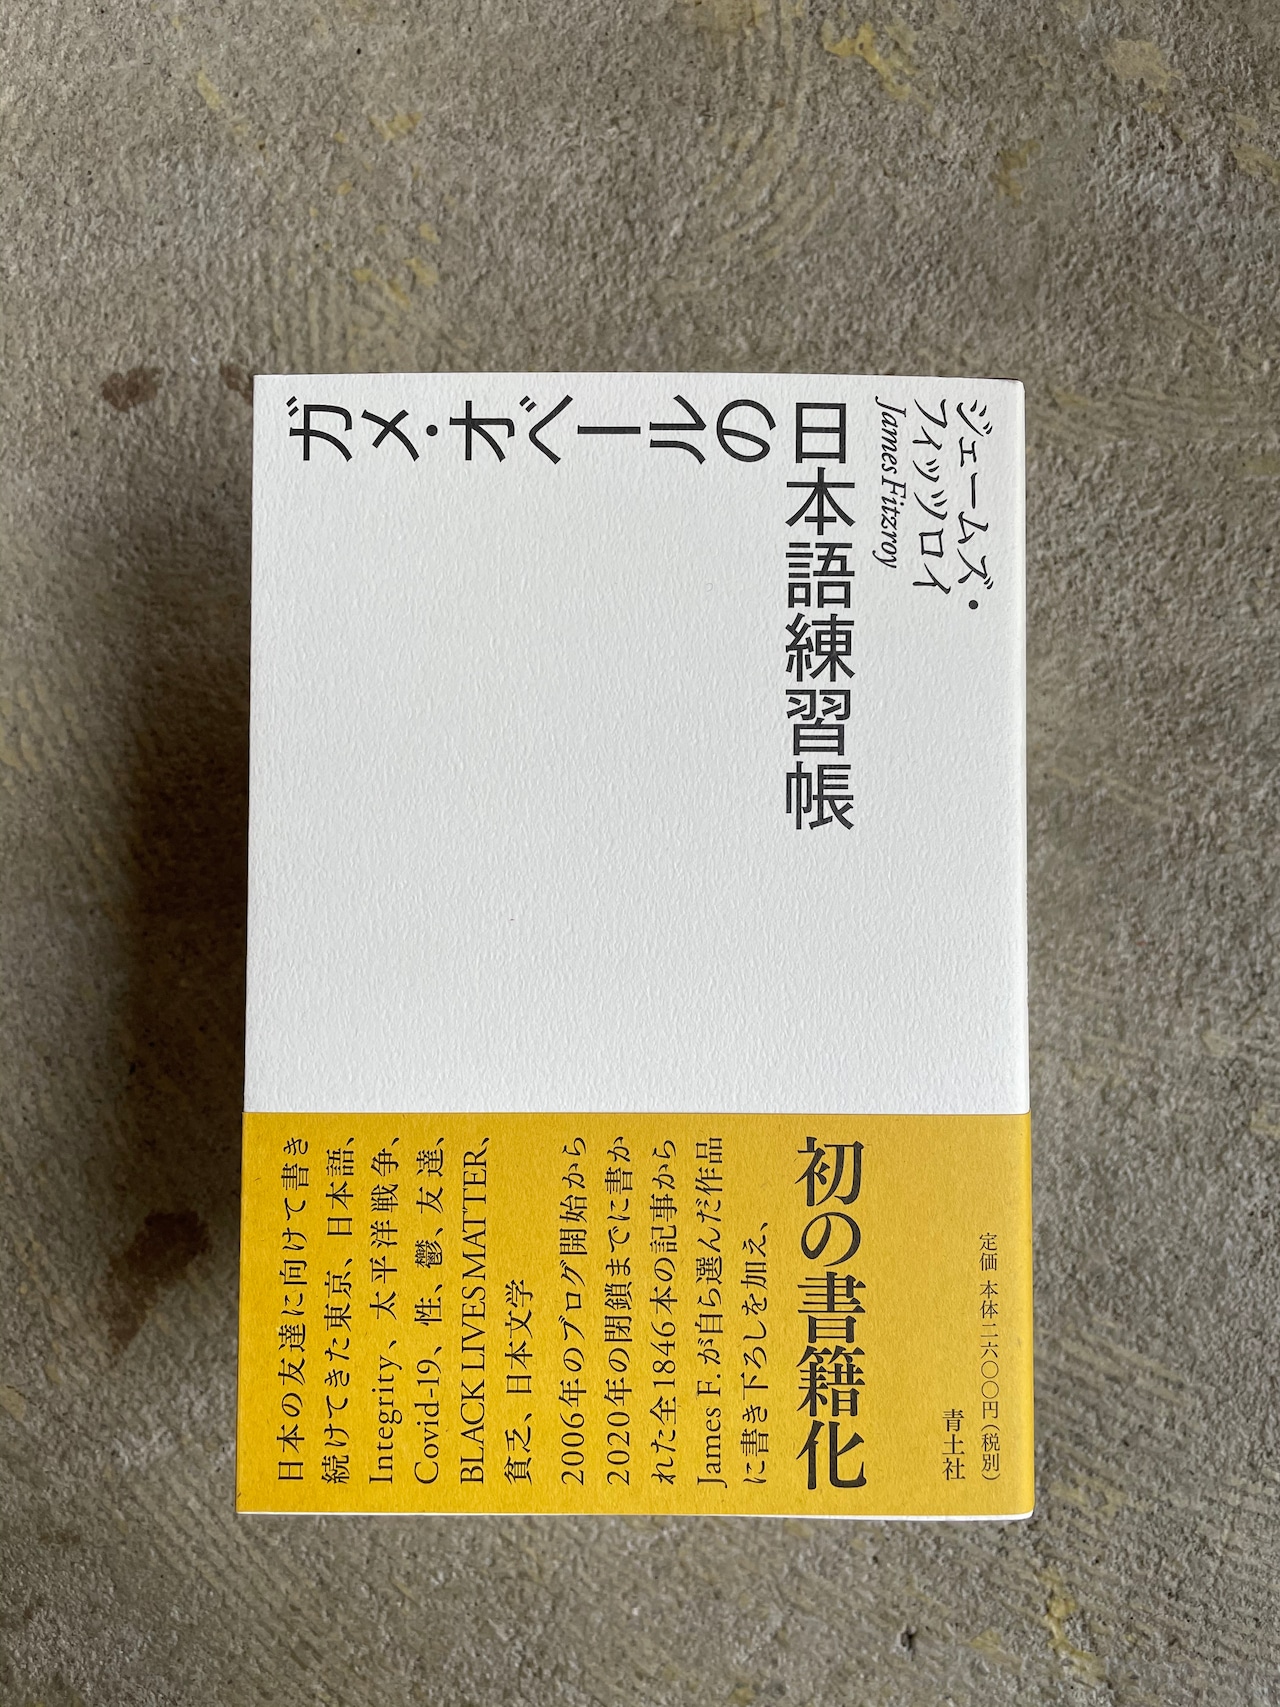 ガメ・オベールの
日本語練習帳
ジェームズ・
フィッツロイ
James Fitzroy
初の書籍化
日本の友達に向けて書き
続けてきた東京、日本語、
Integrity、太平洋戦争、
Covid-19、性、鬱、友達、
BLACK LIVES MATTER、
貧乏、日本文学
2006年のブログ開始から
2020年の閉鎖までに書か
れた全1846本の記事から
James F.が自ら選んだ作品
に書き下ろしを加え、
青土社
定価 本体二六〇〇円(税別)